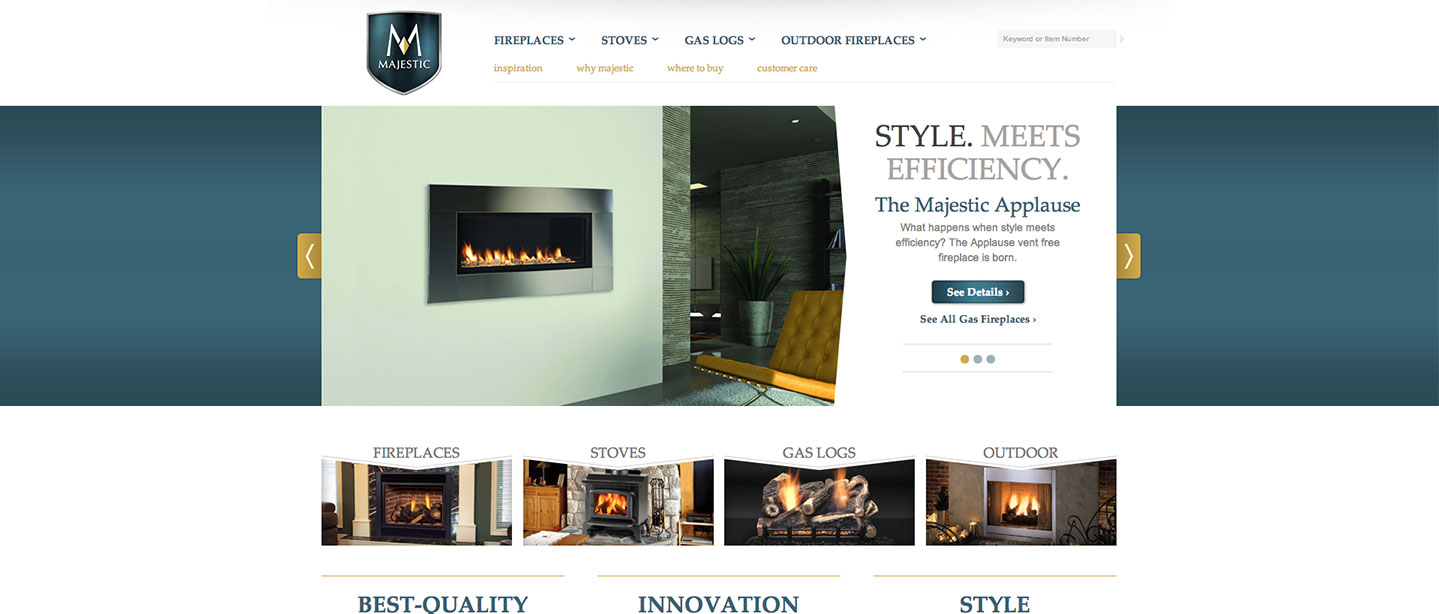 M
MAJESTIC
FIREPLACES STOVES GAS LOGS OUTDOOR FIREPLACES
Keyword or Item Number
inspiration why majestic where to buy customer care
STYLE. MEETS
EFFICIENCY.
The Majestic Applause
What happens when style meets
efficiency? The Applause vent free
fireplace is born.
See Details ›
See All Gas Fireplaces ›
FIREPLACES STOVES GAS LOGS OUTDOOR
BEST-QUALITY INNOVATION STYLE